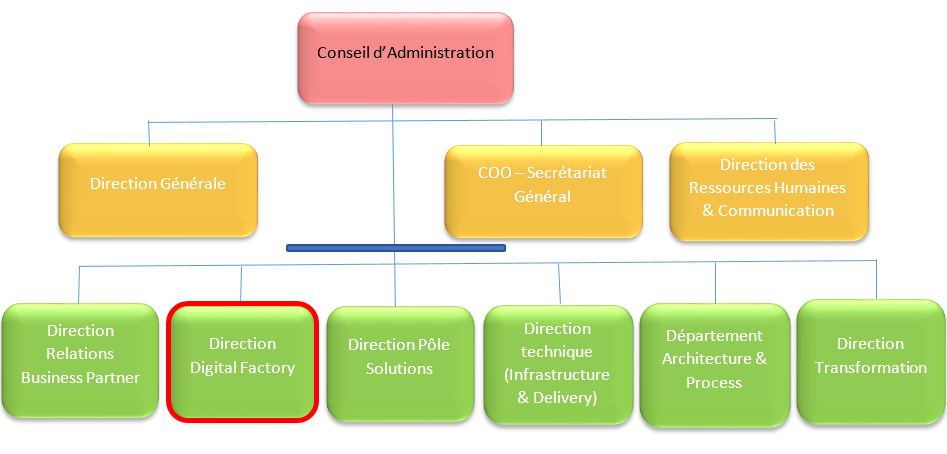 Conseil d’Administration
Direction Générale
COO – Secrétariat
Général
Direction des
Ressources Humaines
& Communication
Direction
Relations
Business Partner
Direction
Digital Factory
Direction Pôle
Solutions
Direction
technique
(Infrastructure
& Delivery)
Département
Architecture &
Process
Direction
Transformation